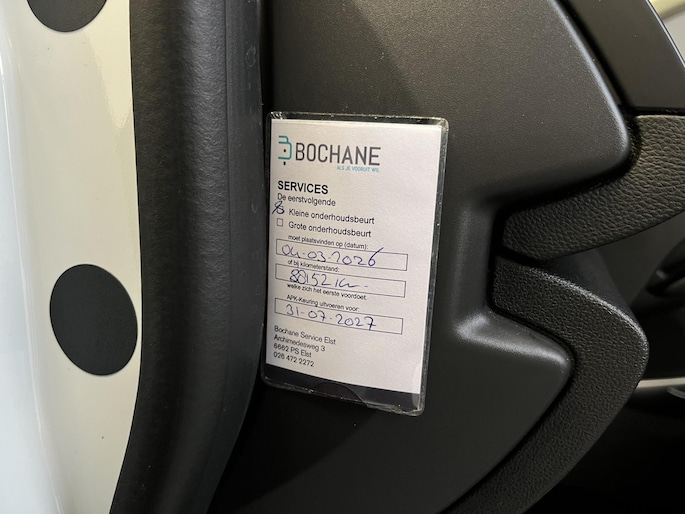 BOCHANE
ALS JE VOORUIT WIL
SERVICES
De eerstvolgende
Kleine onderhoudsbeurt
Grote onderhoudsbeurt
moet plaatsvinden op (datum):
04-03-2026
of bij kilometerstand:
welke zich het eerste voordoet.
APK-Keuring uitvoeren voor:
31-07-2027
Bochane Service Elst
Archimedesweg 3
6662 PS Elst
026 472 2272